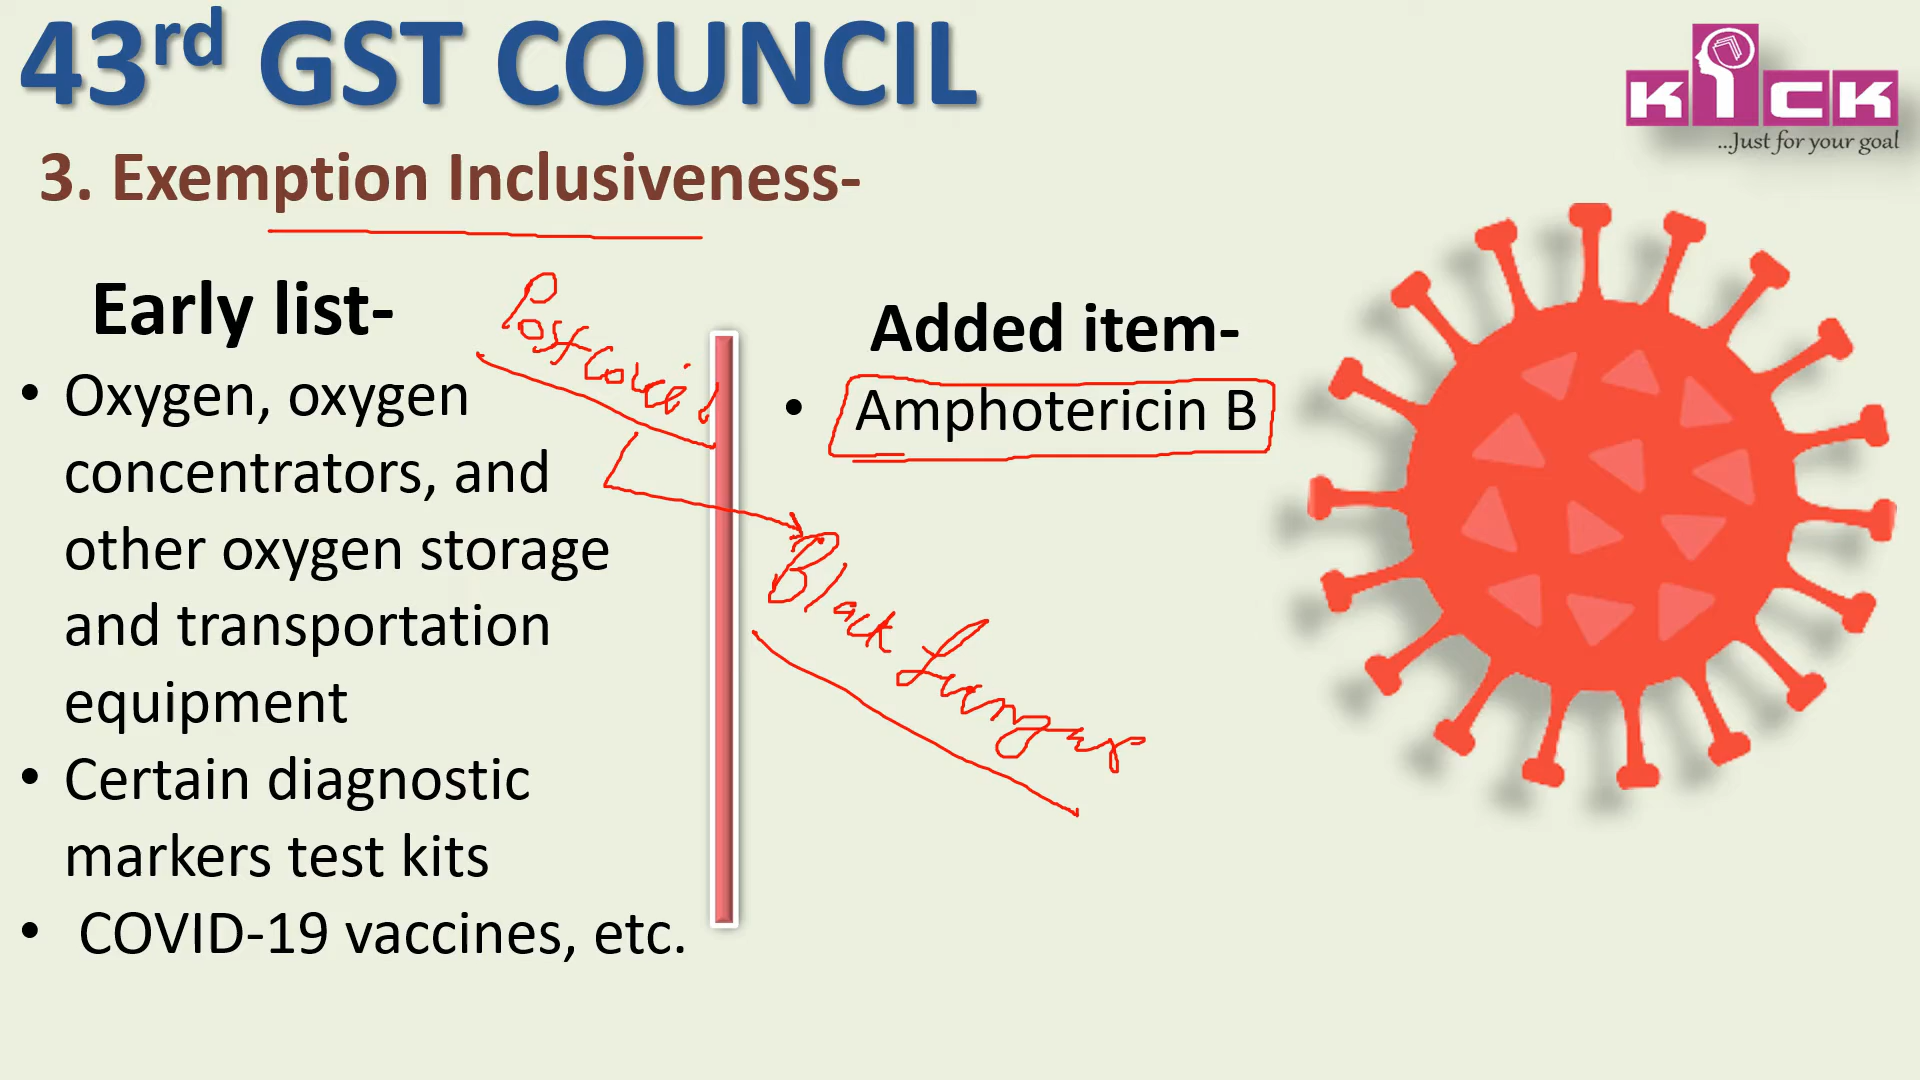 43rd GST COUNCIL
KICK
...Just for your goal
3. Exemption Inclusiveness-
Early list-
• Oxygen, oxygen
concentrators, and
other oxygen storage
and transportation
equipment
• Certain diagnostic
markers test kits
• COVID-19 vaccines, etc.
Post Covid
Added item-
• Amphotericin B
Black Fungus